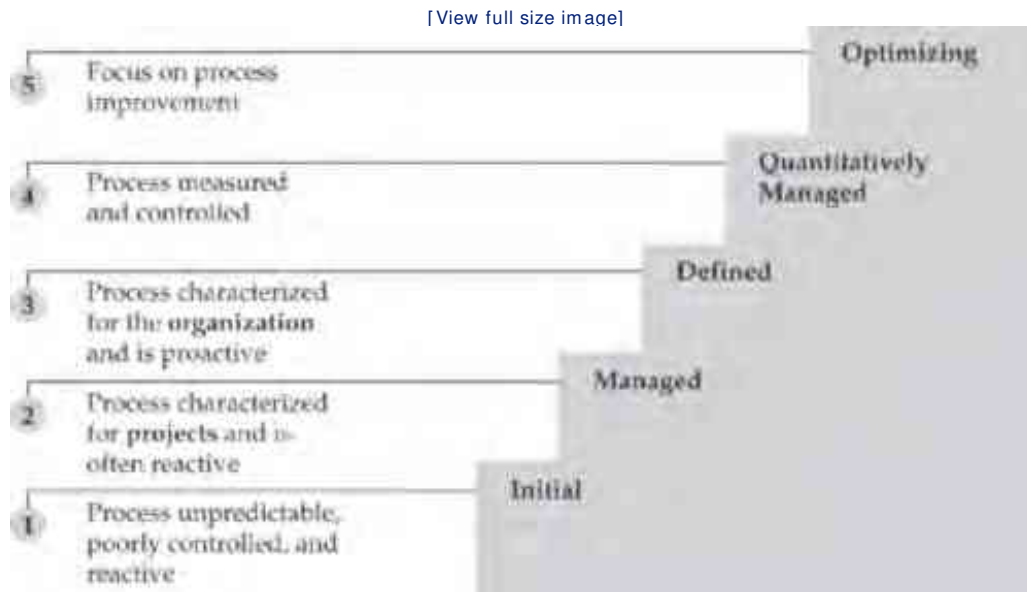 [View full size image]
5
Focus on process
improvement
Optimizing
4
Process measured
and controlled
Quantitatively
Managed
3
Process characterized
for the organization
and is proactive
Defined
2
Process characterized
for projects and is
often reactive
Managed
1
Process unpredictable,
poorly controlled, and
reactive
Initial